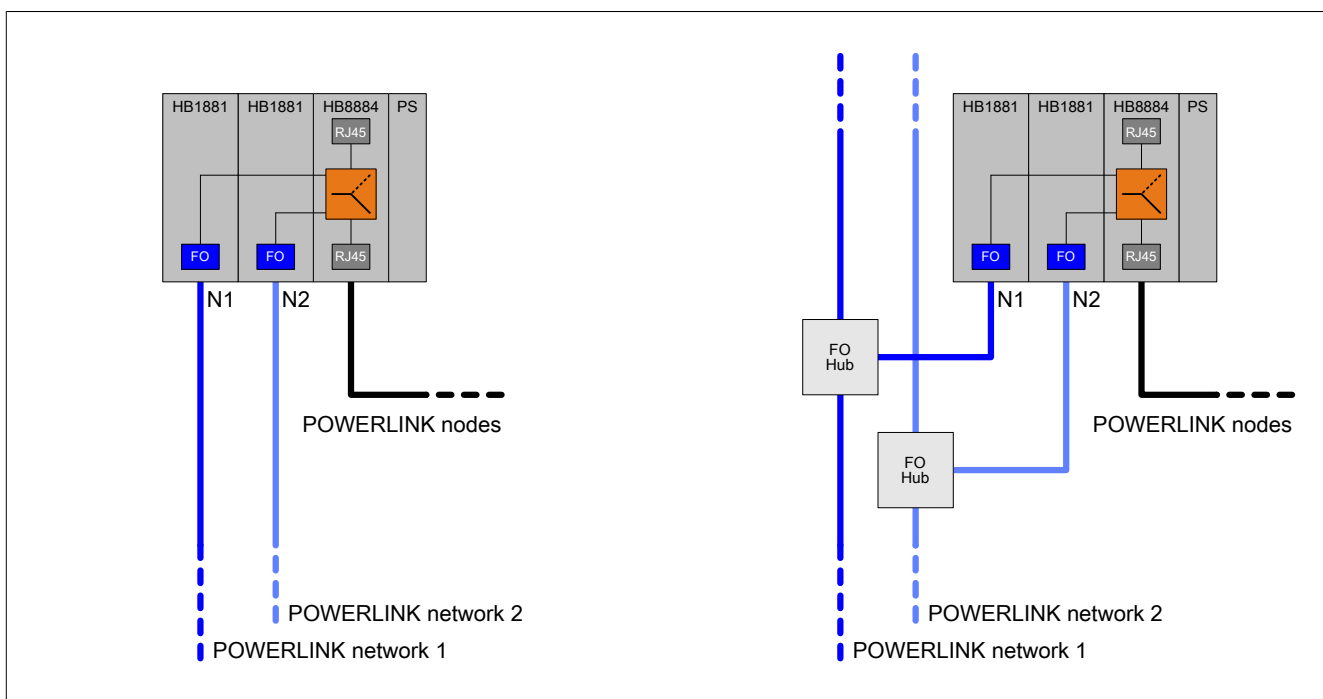 HB1881 HB1881 HB8884 PS
RJ45
FO FO RJ45
N1 N2
POWERLINK nodes
POWERLINK network 2
POWERLINK network 1
HB1881 HB1881 HB8884 PS
RJ45
FO FO RJ45
N1 N2
FO
Hub
POWERLINK nodes
FO
Hub
POWERLINK network 2
POWERLINK network 1